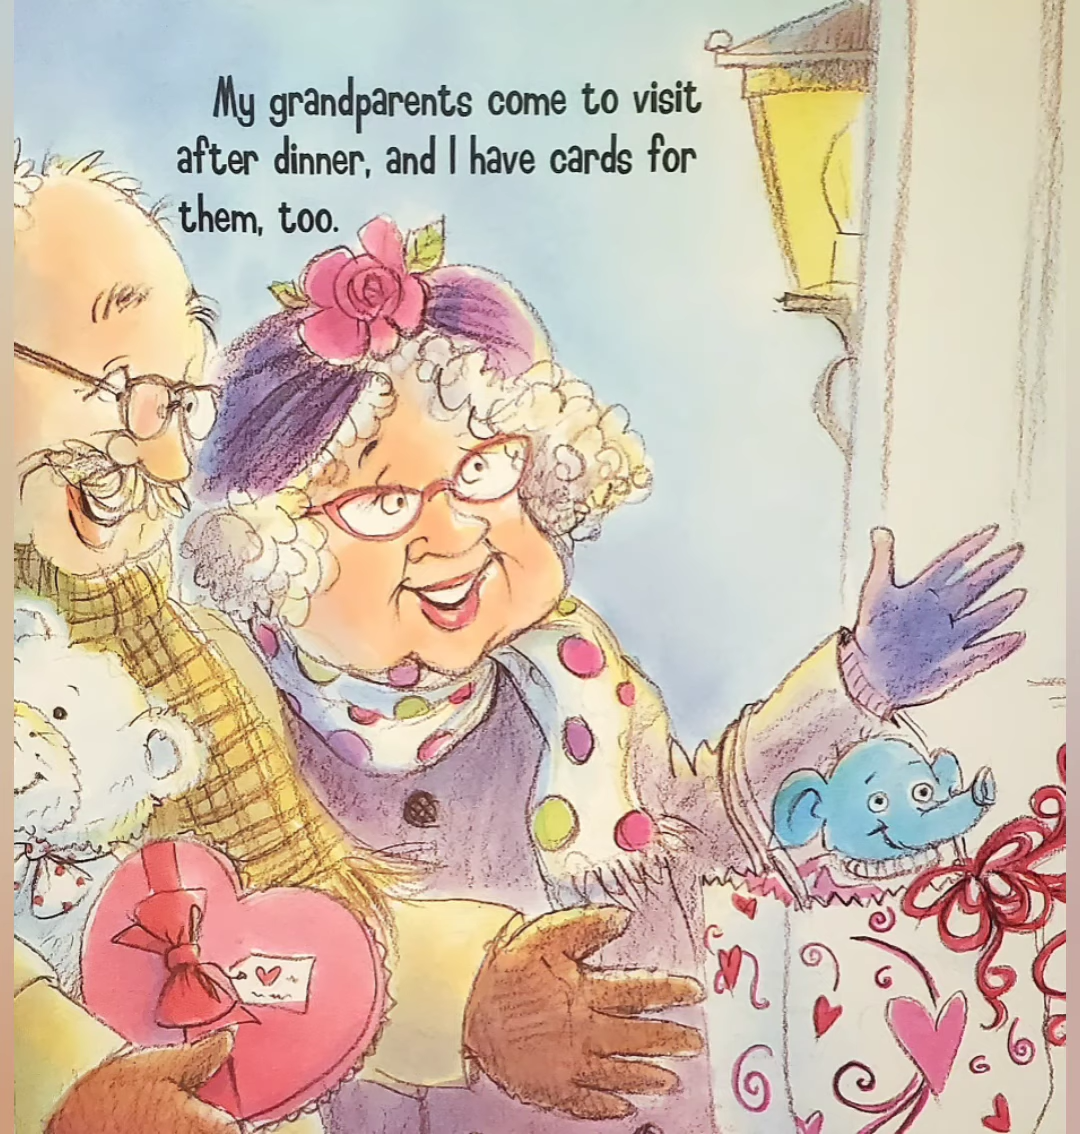 My grandparents come to visit
after dinner, and I have cards for
them, too.